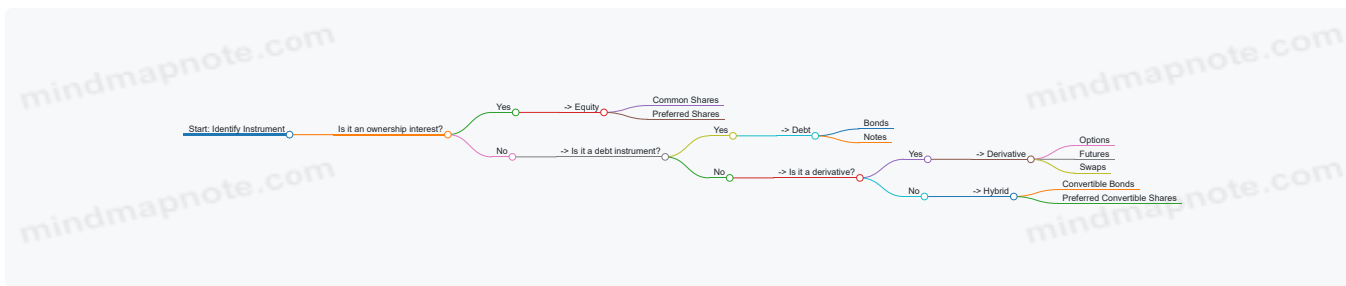 mindmapnote.com
mindmapnote.com
Start: Identify Instrument
Is it an ownership interest?
Yes
-> Equity
Common Shares
Preferred Shares
No
-> Is it a debt instrument?
Yes
-> Debt
Bonds
Notes
No
-> Is it a derivative?
Yes
-> Derivative
Options
Futures
Swaps
No
-> Hybrid
Convertible Bonds
Preferred Convertible Shares
mindmapnote.com
mindmapnote.com